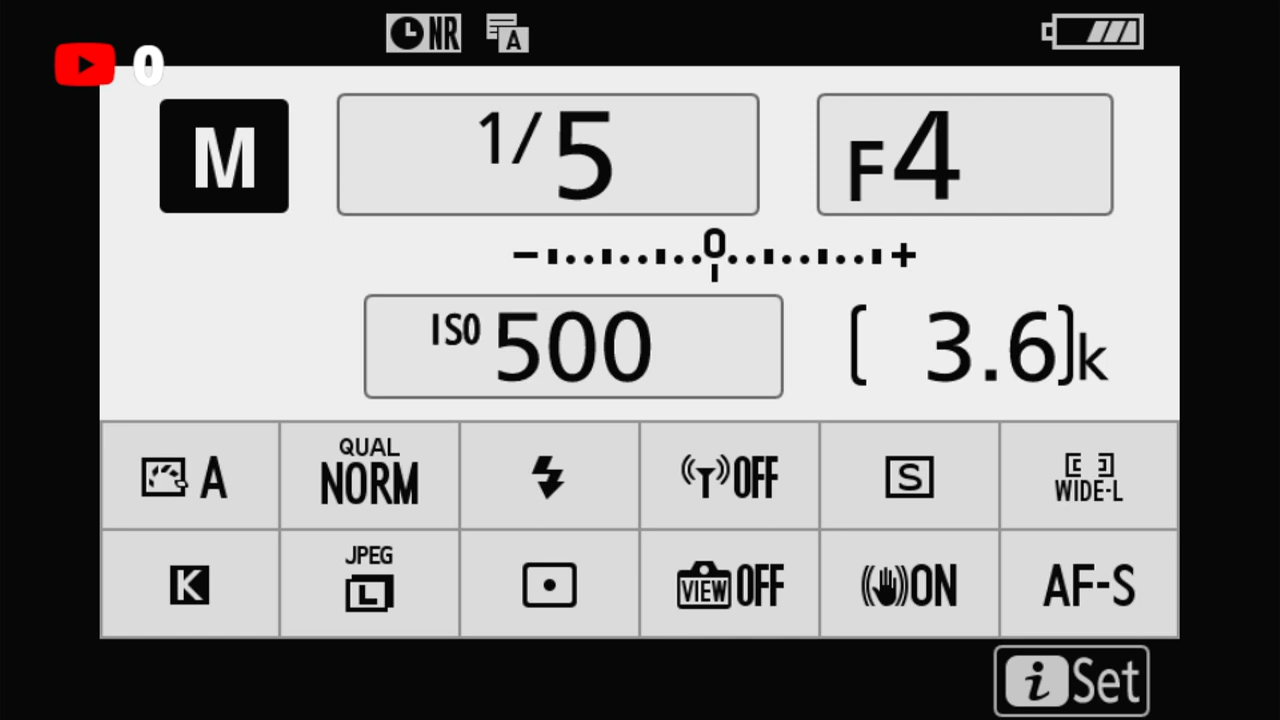 NR A
0
M 1/5 F4
- 0 +
ISO 500 [ 3.6]k
A QUAL NORM OFF S WIDE-L
K JPEG L VIEW OFF ON AF-S
i Set